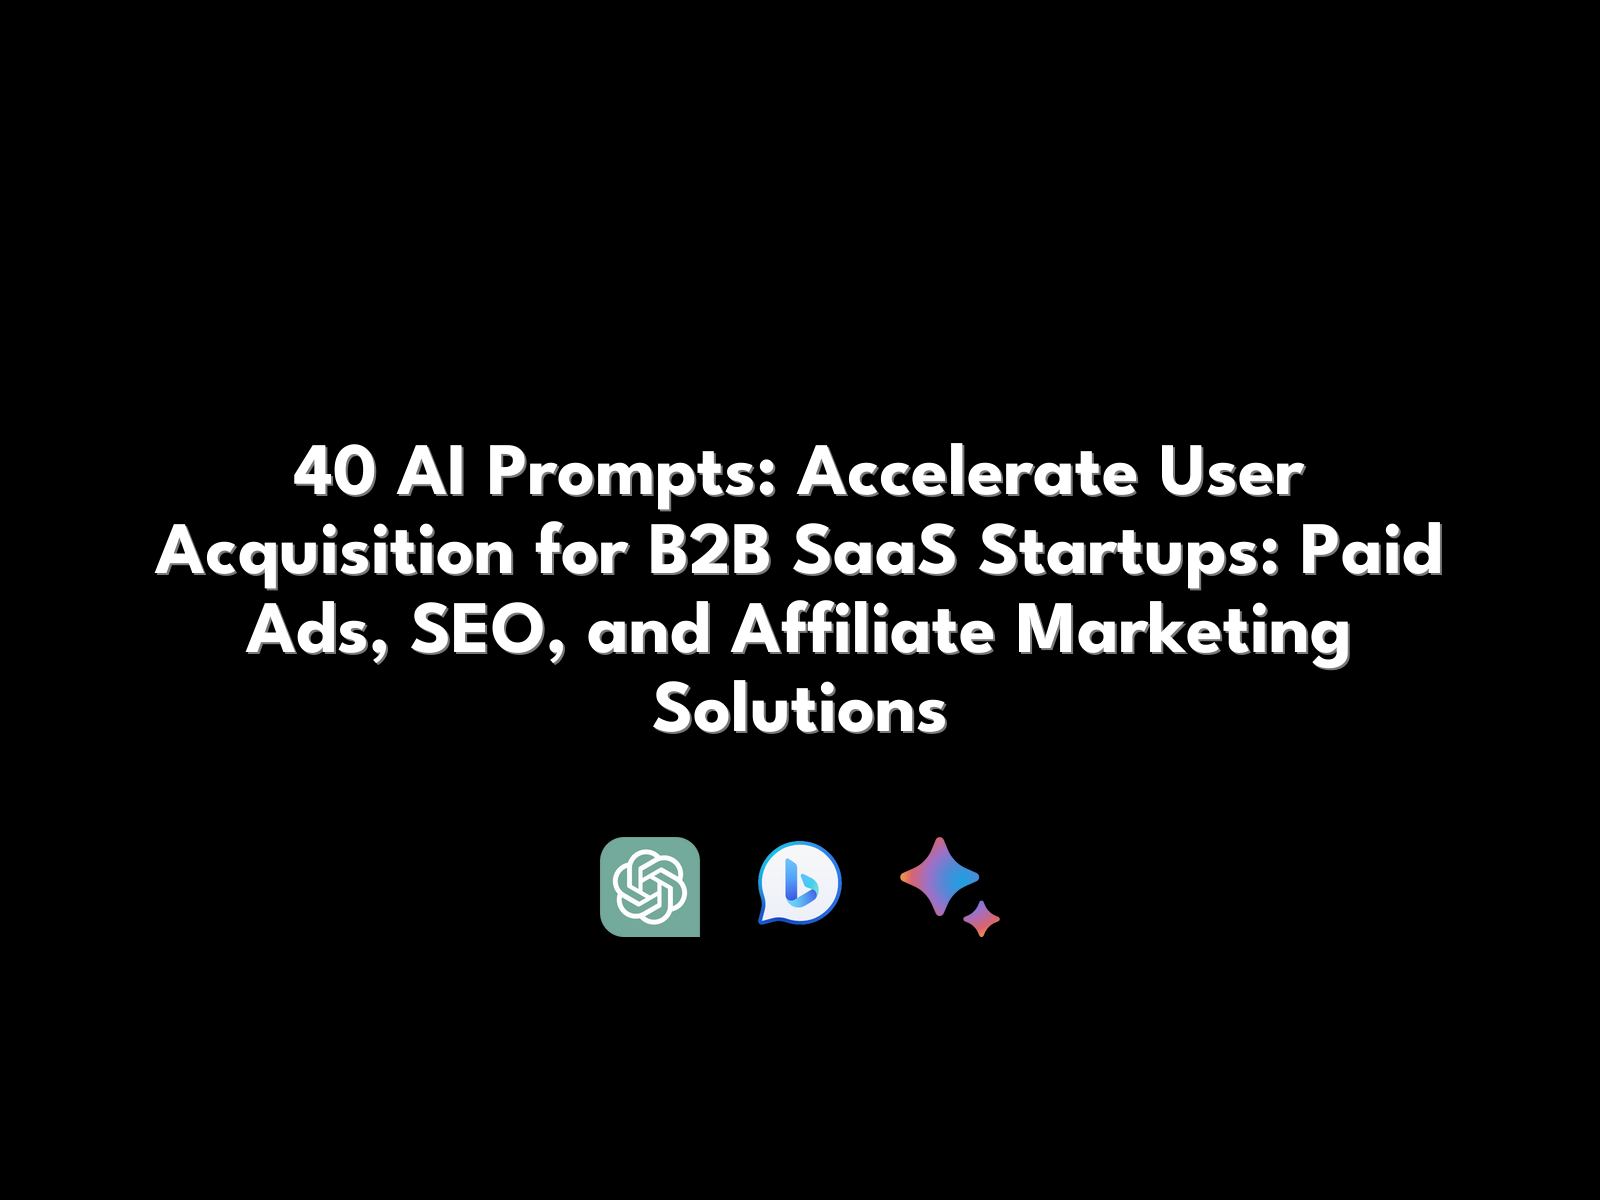 40 AI Prompts: Accelerate User
Acquisition for B2B SaaS Startups: Paid
Ads, SEO, and Affiliate Marketing
Solutions